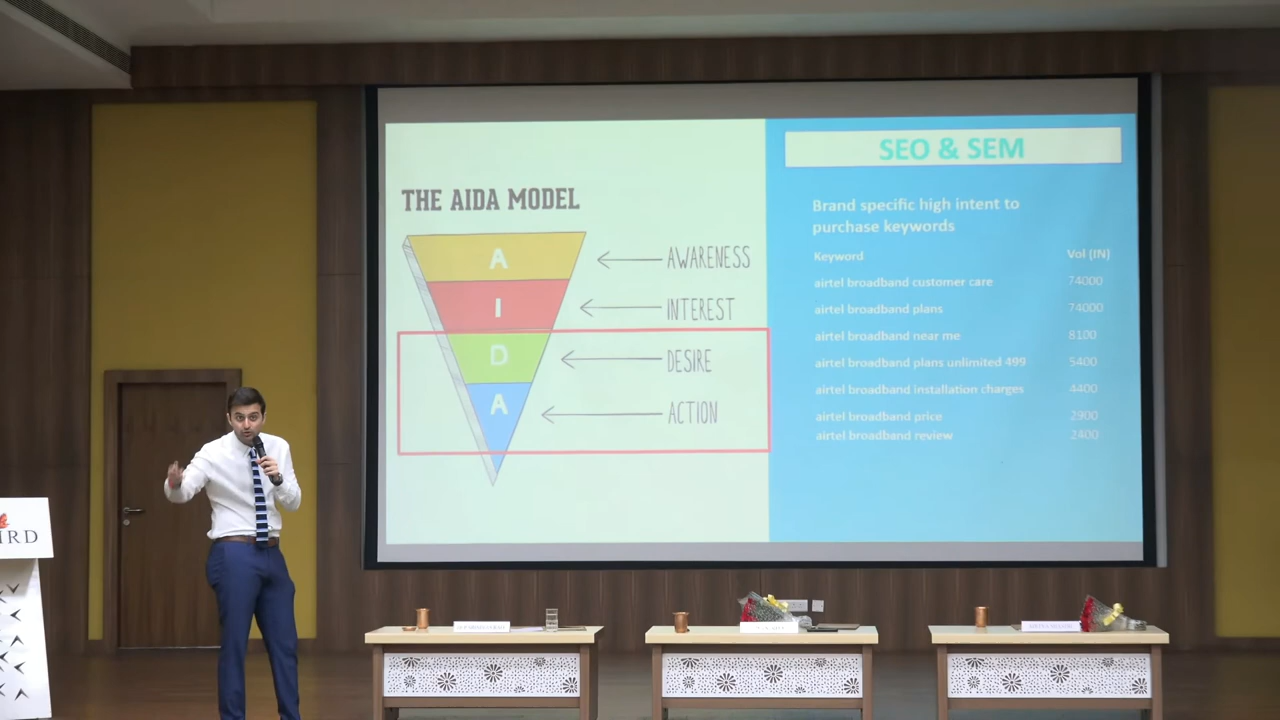 THE AIDA MODEL
A
AWARENESS
I
INTEREST
D
DESIRE
A
ACTION
SEO & SEM
Brand specific high intent to
purchase keywords
Keyword Vol (IN)
airtel broadband customer care 74000
airtel broadband plans 74000
airtel broadband near me 8100
airtel broadband plans unlimited 499 5400
airtel broadband installation charges 4400
airtel broadband price 2900
airtel broadband review 2400